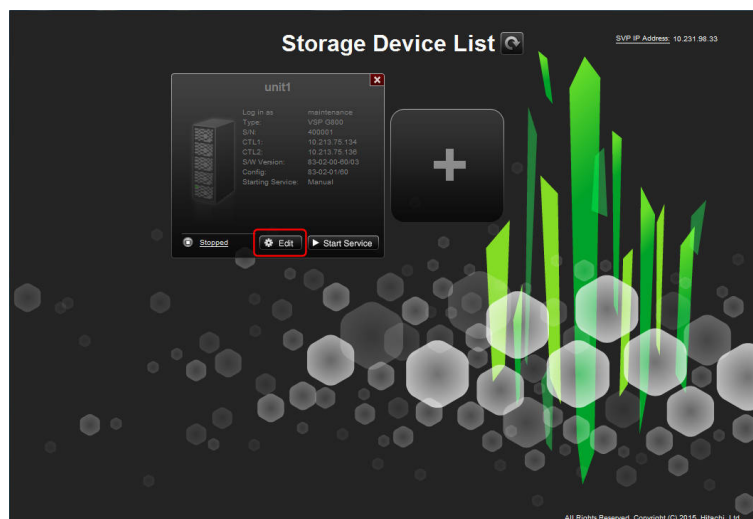 Storage Device List
SVP IP Address: 10.231.98.33
unit1
Log in as maintenance
Type: VSP G800
S/N: 400001
CTL1: 10.213.75.134
CTL2: 10.213.75.136
S/W Version: 83-02-00-60/03
Config: 83-02-01/60
Starting Service: Manual
Stopped
Edit
Start Service
All Rights Reserved. Copyright (C) 2015, Hitachi, Ltd.